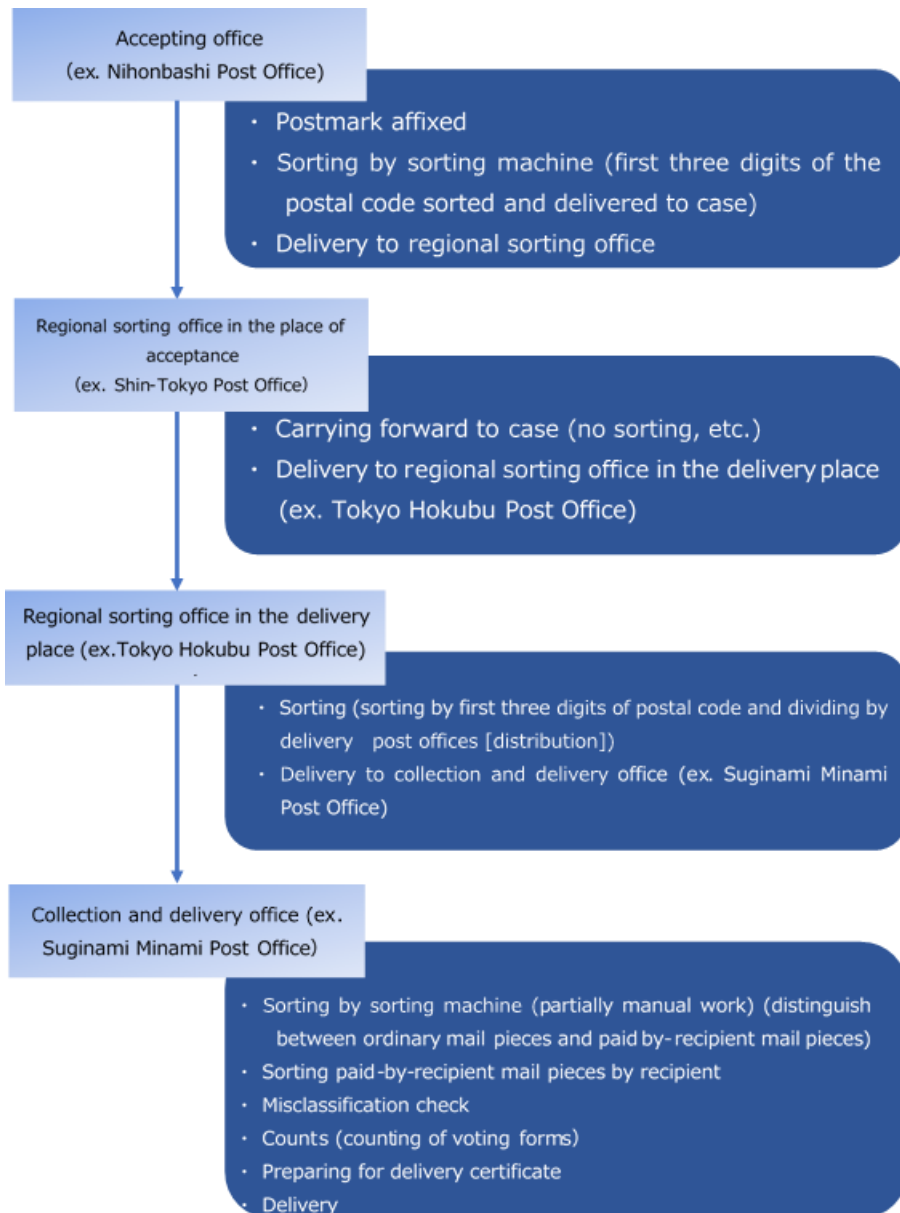 Accepting office
(ex. Nihonbashi Post Office)
・ Postmark affixed
・ Sorting by sorting machine (first three digits of the
postal code sorted and delivered to case)
・ Delivery to regional sorting office
Regional sorting office in the place of
acceptance
(ex. Shin-Tokyo Post Office)
・ Carrying forward to case (no sorting, etc.)
・ Delivery to regional sorting office in the delivery place
(ex. Tokyo Hokubu Post Office)
Regional sorting office in the delivery
place (ex.Tokyo Hokubu Post Office)
.
・ Sorting (sorting by first three digits of postal code and dividing by
delivery post offices [distribution])
・ Delivery to collection and delivery office (ex. Suginami Minami
Post Office)
Collection and delivery office (ex.
Suginami Minami Post Office)
・ Sorting by sorting machine (partially manual work) (distinguish
between ordinary mail pieces and paid by-recipient mail pieces)
・ Sorting paid-by-recipient mail pieces by recipient
・ Misclassification check
・ Counts (counting of voting forms)
・ Preparing for delivery certificate
・ Delivery